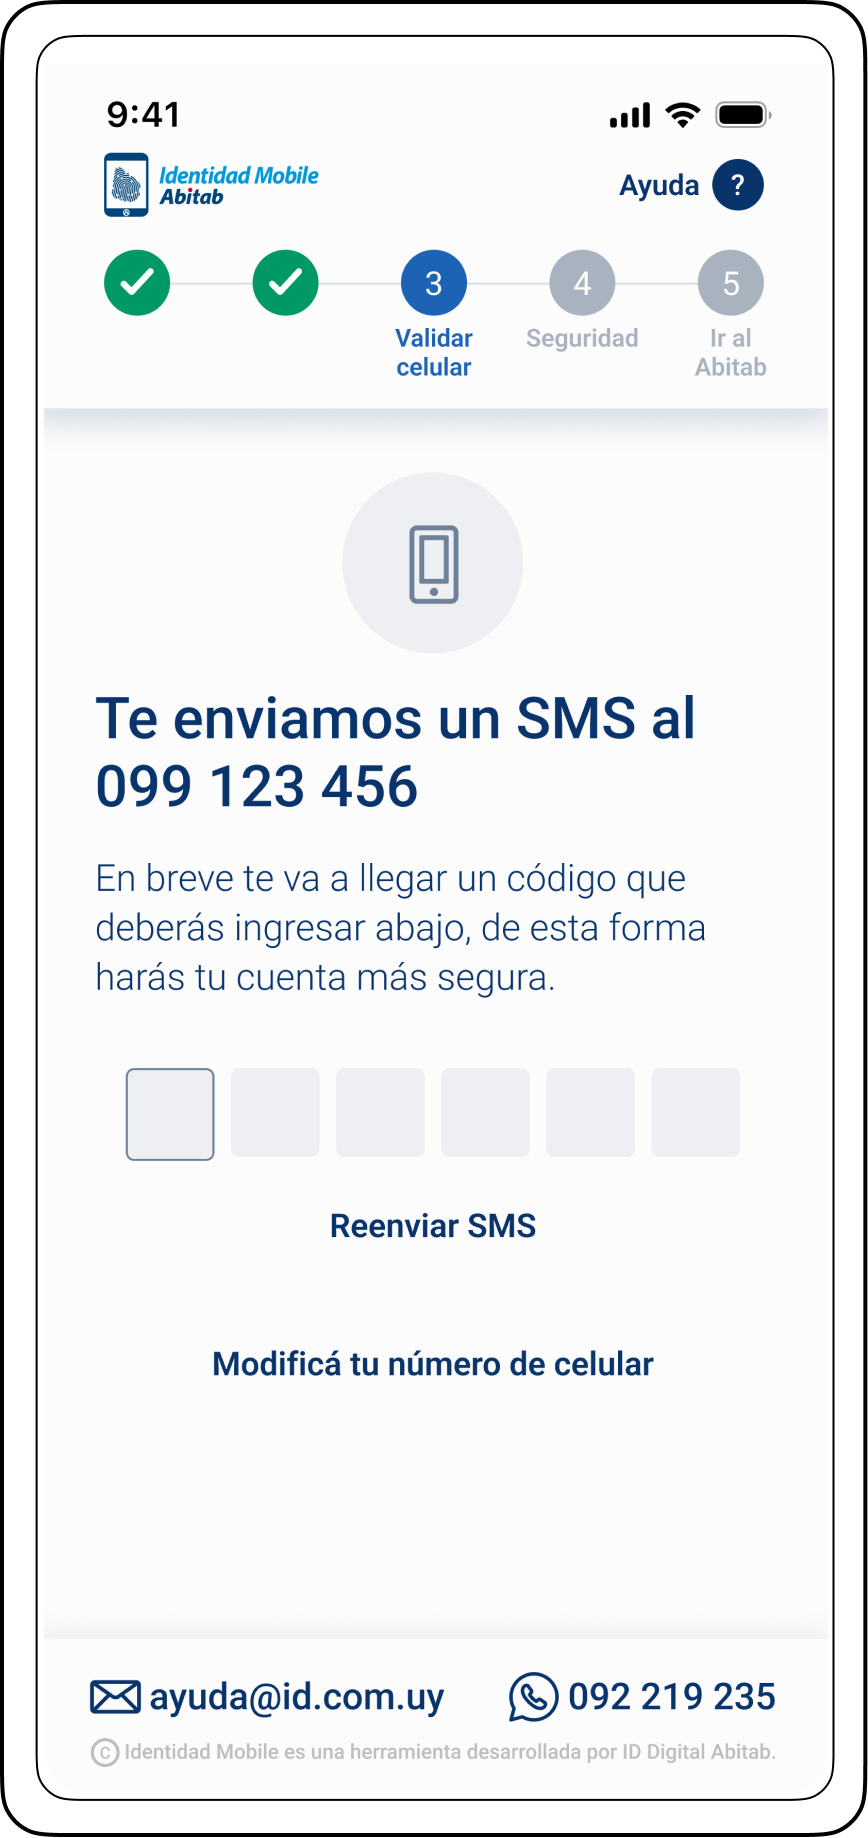 9:41
Identidad Mobile
Abitab
Ayuda ?
3 4 5
Validar Seguridad Ir al
celular Abitab
Te enviamos un SMS al
099 123 456
En breve te va a llegar un código que
deberás ingresar abajo, de esta forma
harás tu cuenta más segura.
Reenviar SMS
Modificá tu número de celular
ayuda@id.com.uy 092 219 235
© Identidad Mobile es una herramienta desarrollada por ID Digital Abitab.